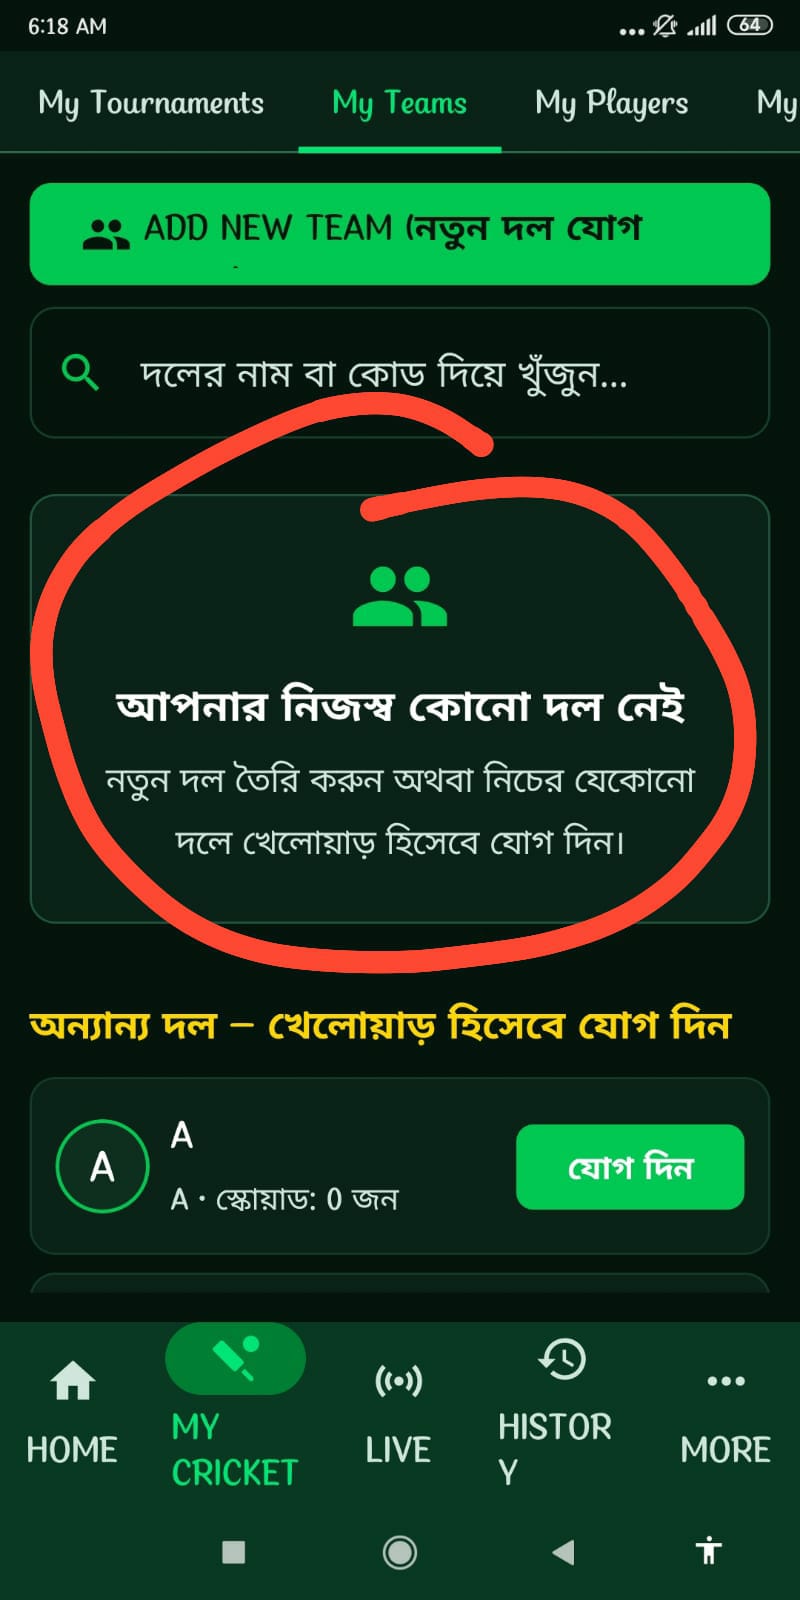 6:18 AM
64
My Tournaments My Teams My Players My
ADD NEW TEAM (নতুন দল যোগ
দলের নাম বা কোড দিয়ে খুঁজুন...
আপনার নিজস্ব কোনো দল নেই
নতুন দল তৈরি করুন অথবা নিচের যেকোনো
দলে খেলোয়াড় হিসেবে যোগ দিন।
অন্যান্য দল – খেলোয়াড় হিসেবে যোগ দিন
A
A
A · স্কোয়াড: 0 জন
যোগ দিন
HOME
MY
CRICKET
LIVE
HISTOR
Y
MORE